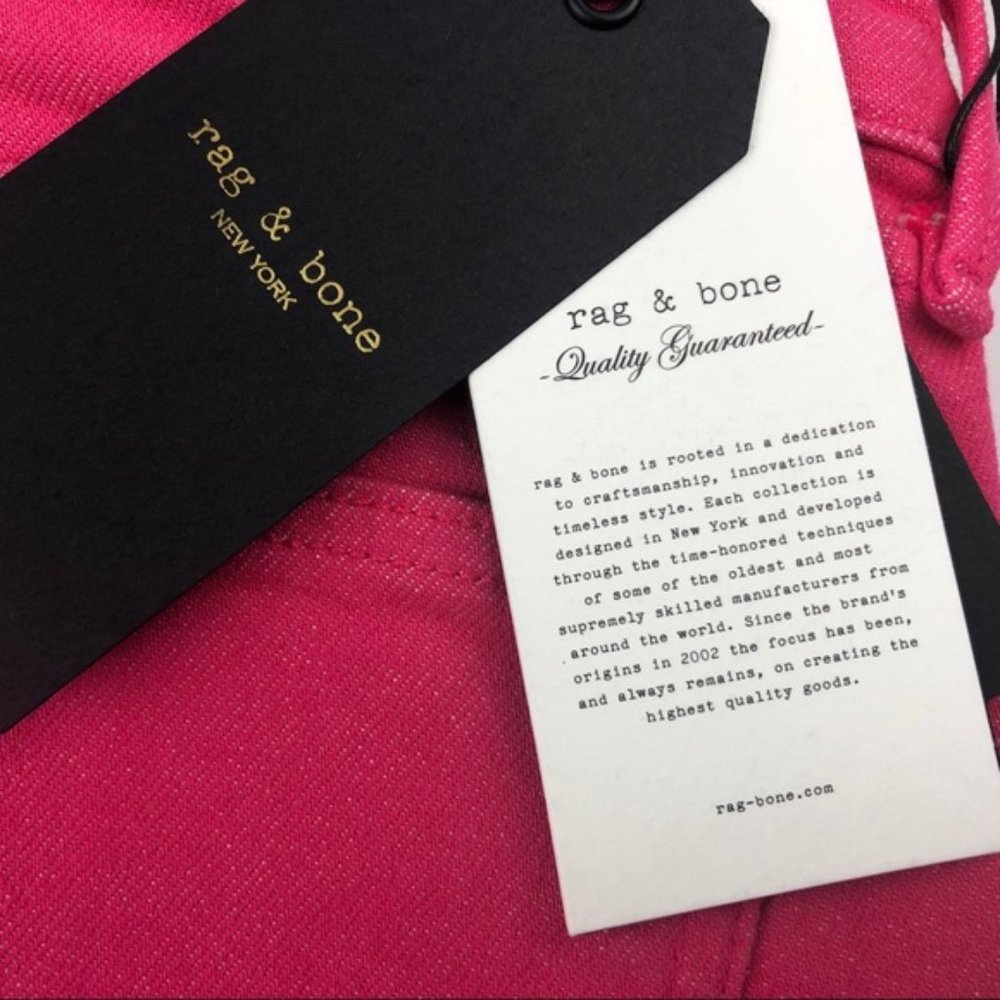 rag & bone
NEW YORK
rag & bone
-Quality Guaranteed-
rag & bone is rooted in a dedication
to craftsmanship, innovation and
timeless style. Each collection is
designed in New York and developed
through the time-honored techniques
of some of the oldest and most
supremely skilled manufacturers from
around the world. Since the brand's
origins in 2002 the focus has been,
and always remains, on creating the
highest quality goods.
rag-bone.com